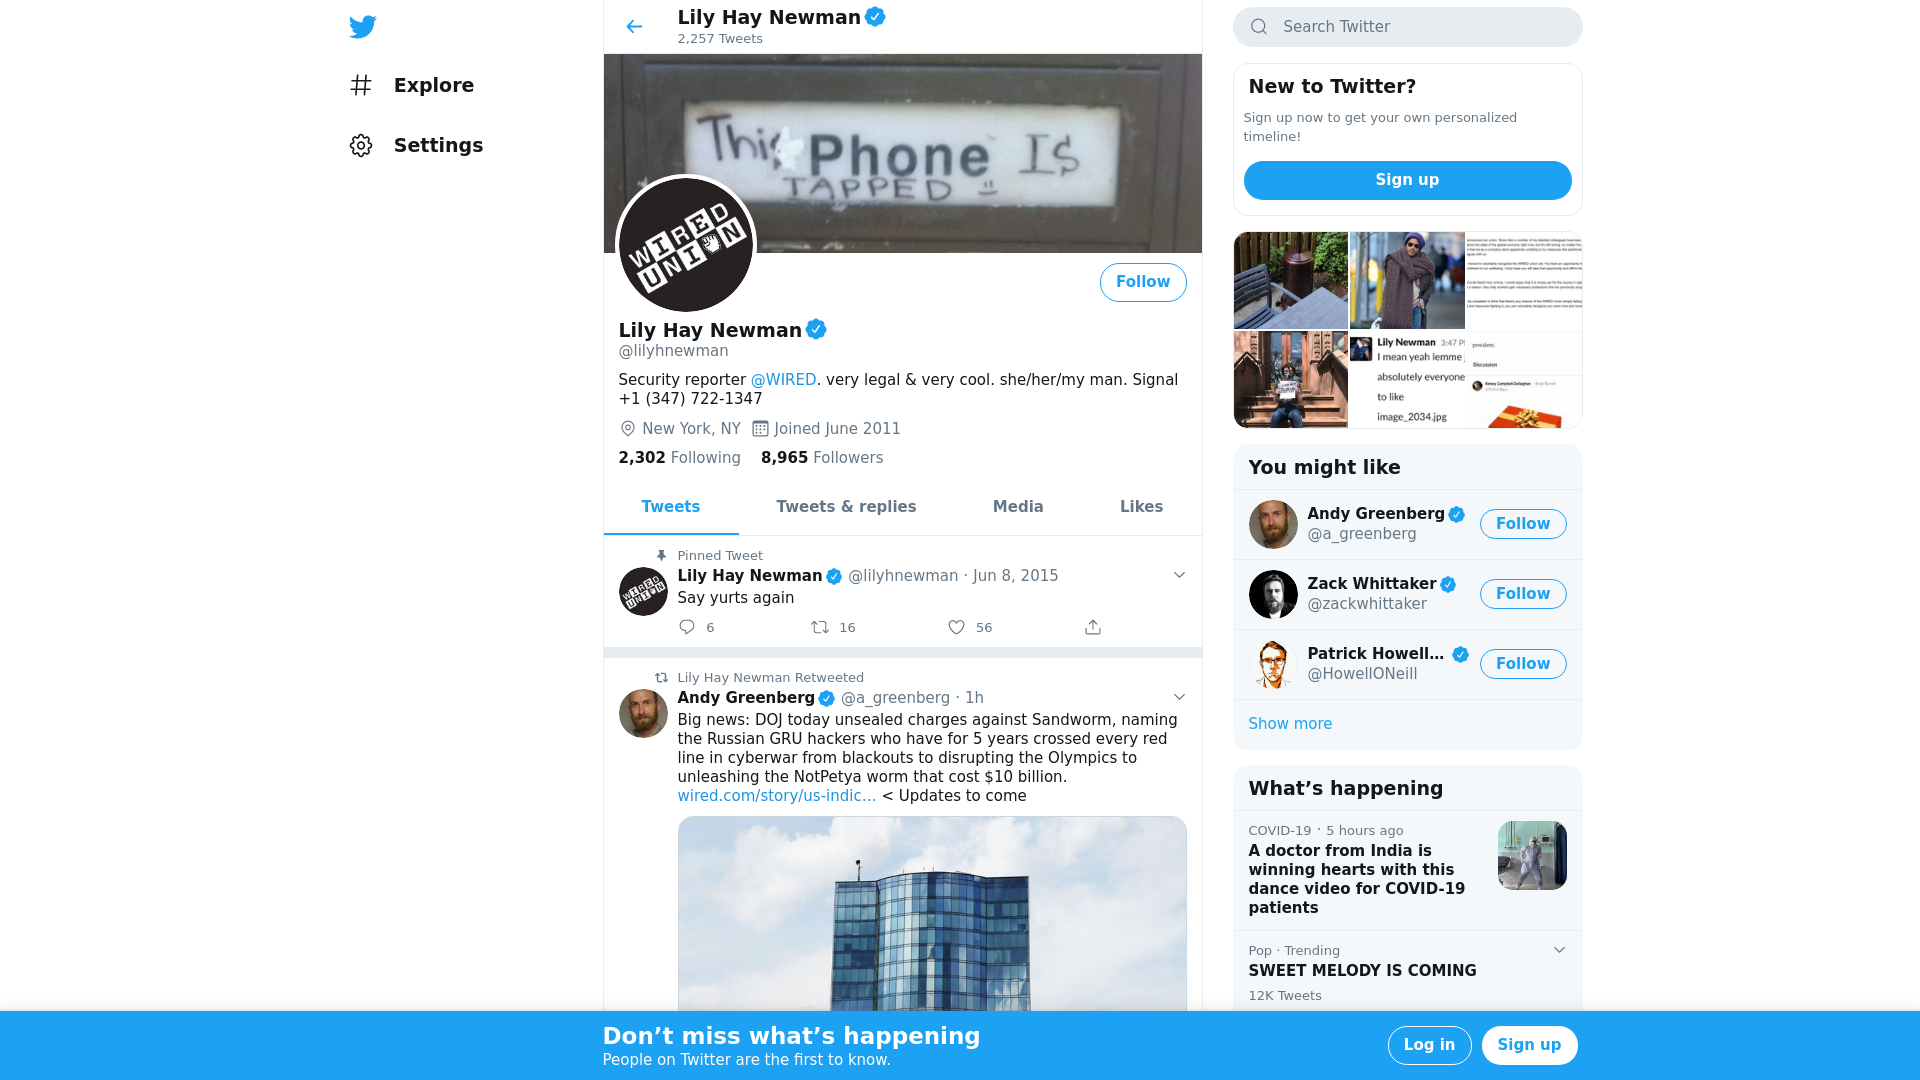 Explore
Settings
Lily Hay Newman
2,257 Tweets
This Phone Is
TAPPED
WIRED
UNION
Follow
Lily Hay Newman
@lilyhnewman
Security reporter @WIRED. very legal & very cool. she/her/my man. Signal
+1 (347) 722-1347
New York, NY Joined June 2011
2,302 Following 8,965 Followers
Tweets Tweets & replies Media Likes
Pinned Tweet
Lily Hay Newman @lilyhnewman · Jun 8, 2015
WIRED
UNION
Say yurts again
6 16 56
Lily Hay Newman Retweeted
Andy Greenberg @a_greenberg · 1h
Big news: DOJ today unsealed charges against Sandworm, naming
the Russian GRU hackers who have for 5 years crossed every red
line in cyberwar from blackouts to disrupting the Olympics to
unleashing the NotPetya worm that cost $10 billion.
wired.com/story/us-indic… < Updates to come
Search Twitter
New to Twitter?
Sign up now to get your own personalized
timeline!
Sign up
Lily Newman 3:47
I mean yeah lemme
absolutely everyone
to like
image_2034.jpg
president.
Discussion
You might like
Andy Greenberg
@a_greenberg
Follow
Zack Whittaker
@zackwhittaker
Follow
Patrick Howell…
@HowellONeill
Follow
Show more
What’s happening
COVID-19 · 5 hours ago
A doctor from India is
winning hearts with this
dance video for COVID-19
patients
Pop · Trending
SWEET MELODY IS COMING
12K Tweets
Don’t miss what’s happening
People on Twitter are the first to know.
Log in
Sign up